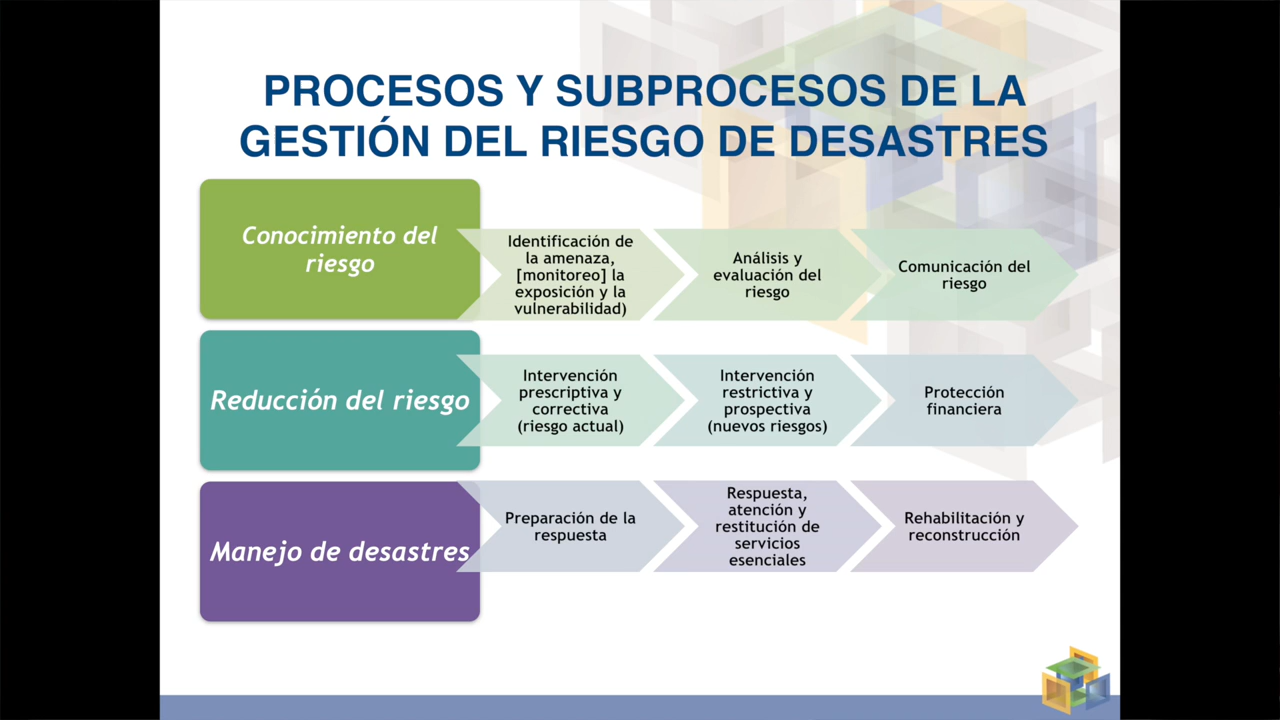 PROCESOS Y SUBPROCESOS DE LA
GESTIÓN DEL RIESGO DE DESASTRES
Conocimiento del
riesgo
Identificación de
la amenaza,
[monitoreo] la
exposición y la
vulnerabilidad)
Análisis y
evaluación del
riesgo
Comunicación del
riesgo
Reducción del riesgo
Intervención
prescriptiva y
correctiva
(riesgo actual)
Intervención
restrictiva y
prospectiva
(nuevos riesgos)
Protección
financiera
Manejo de desastres
Preparación de la
respuesta
Respuesta,
atención y
restitución de
servicios
esenciales
Rehabilitación y
reconstrucción